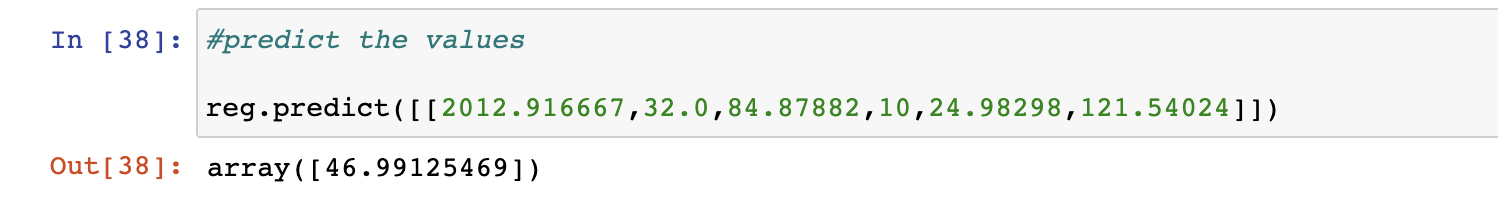 In [38]: #predict the values
reg.predict([[2012.916667,32.0,84.87882,10,24.98298,121.54024]])
Out[38]: array([46.99125469])